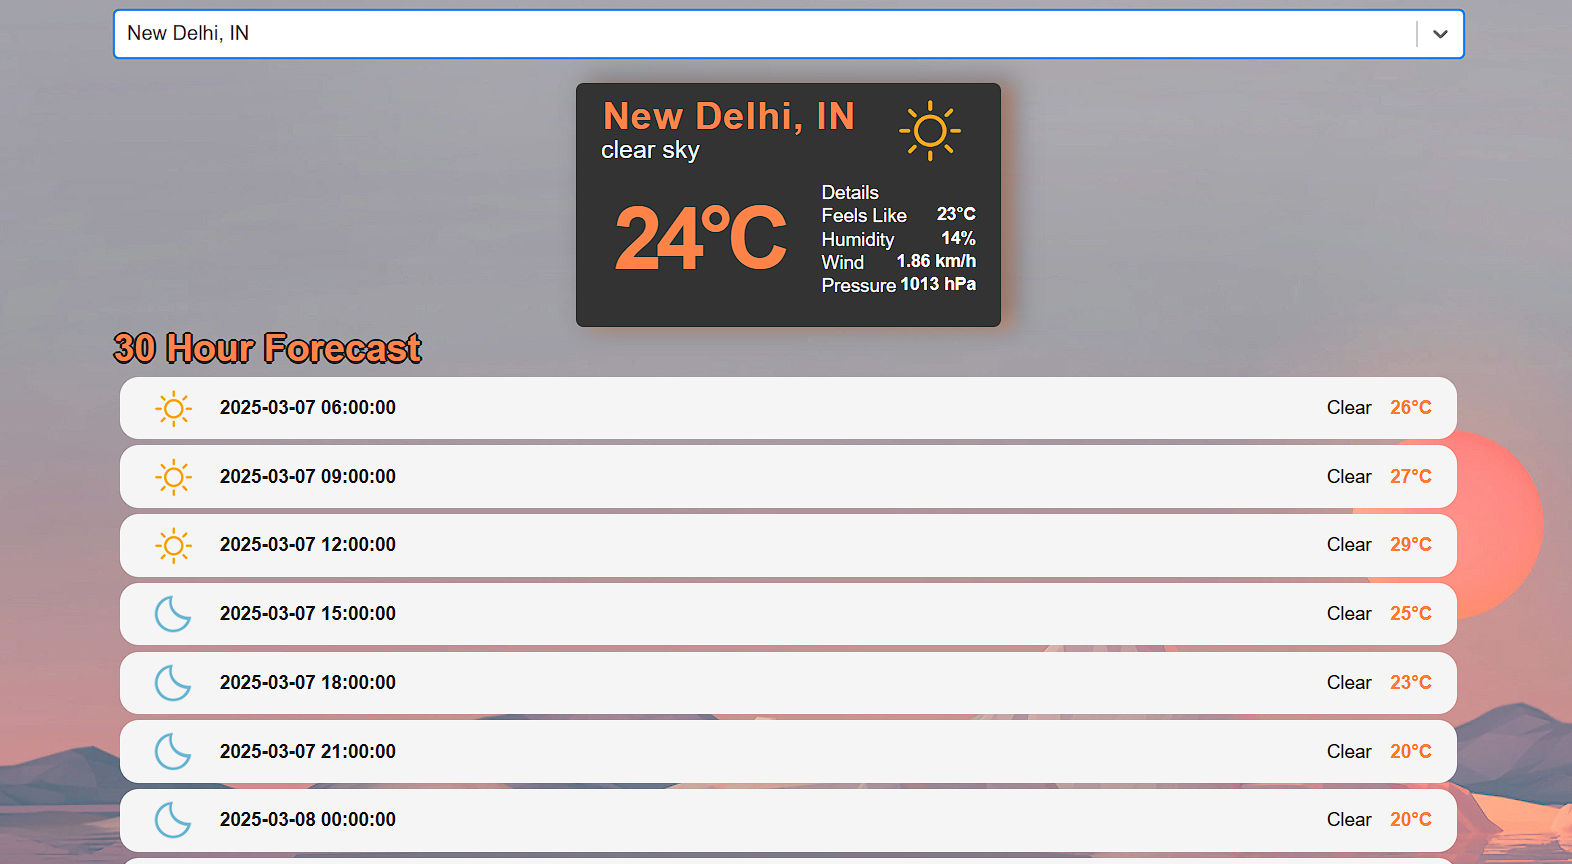 New Delhi, IN
New Delhi, IN
clear sky
24°C
Details
Feels Like 23°C
Humidity 14%
Wind 1.86 km/h
Pressure 1013 hPa
30 Hour Forecast
2025-03-07 06:00:00 Clear 26°C
2025-03-07 09:00:00 Clear 27°C
2025-03-07 12:00:00 Clear 29°C
2025-03-07 15:00:00 Clear 25°C
2025-03-07 18:00:00 Clear 23°C
2025-03-07 21:00:00 Clear 20°C
2025-03-08 00:00:00 Clear 20°C